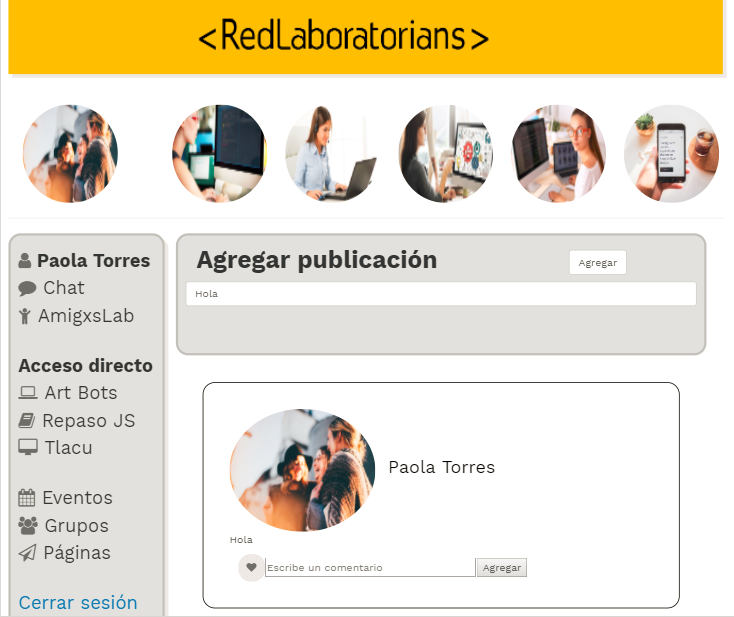 <RedLaboratorians>
Paola Torres
Chat
AmigxsLab
Acceso directo
Art Bots
Repaso JS
Tlacu
Eventos
Grupos
Páginas
Cerrar sesión
Agregar publicación
Agregar
Hola
Paola Torres
Hola
Escribe un comentario
Agregar